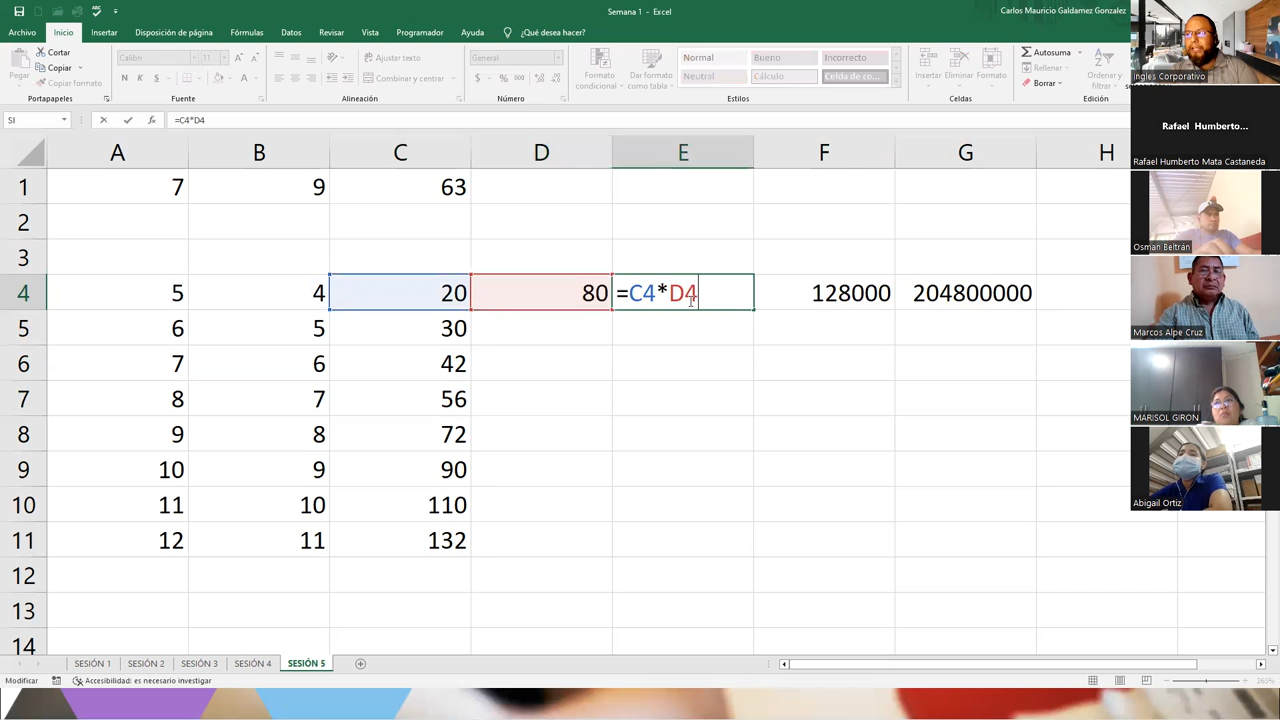 Semana 1 - Excel
Carlos Mauricio Galdamez Gonzalez
Archivo Inicio Insertar Disposición de página Fórmulas Datos Revisar Vista Programador Ayuda ¿Qué desea hacer?
Pegar
Cortar
Copiar
Copiar formato
Portapapeles
Calibri
N K S
Fuente
Ajustar texto
Combinar y centrar
Alineación
Número
Formato condicional
Dar formato como tabla
Normal Bueno Incorrecto
Neutral Cálculo Celda de co...
Estilos
Insertar Eliminar Formato
Celdas
Autosuma
Rellenar
Borrar
Ordenar y filtrar
Edición
SI =C4*D4
A B C D E F G H
1 7 9 63
2
3
4 5 4 20 80 =C4*D4 128000 204800000
5 6 5 30
6 7 6 42
7 8 7 56
8 9 8 72
9 10 9 90
10 11 10 110
11 12 11 132
12
13
14
SESIÓN 1 SESIÓN 2 SESIÓN 3 SESIÓN 4 SESIÓN 5
Modificar Accesibilidad: es necesario investigar
265%
Ingles Corporativo
Rafael Humberto...
Rafael Humberto Mata Castaneda
Osman Beltrán
Marcos Alpe Cruz
MARISOL GIRON
Abigail Ortiz